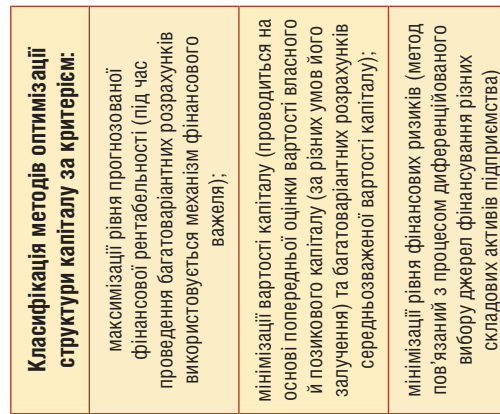 Класифікація методів оптимізації
структури капіталу за критерієм:
максимізації рівня прогнозованої
фінансової рентабельності (під час
проведення багатоваріантних розрахунків
використовується механізм фінансового
важеля);
мінімізації вартості капіталу (проводиться на
основі попередньої оцінки вартості власного
й позикового капіталу (за різних умов його
залучення) та багатоваріантних розрахунків
середньозваженої вартості капіталу);
мінімізації рівня фінансових ризиків (метод
пов’язаний з процесом диференційованого
вибору джерел фінансування різних
складових активів підприємства)